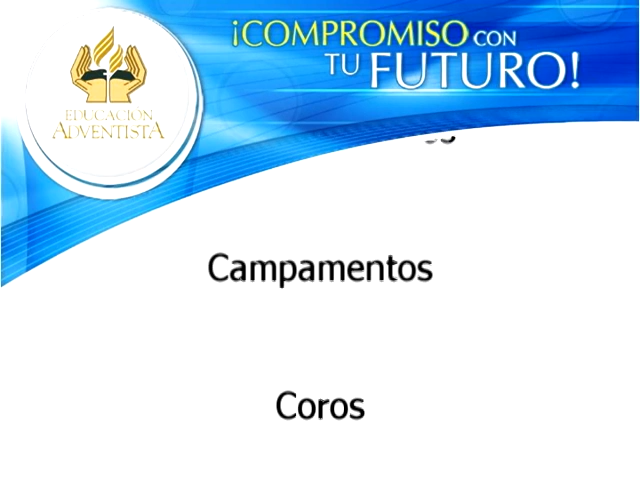 ¡COMPROMISO CON
TU FUTURO!
EDUCACIÓN
ADVENTISTA
Campamentos
Coros